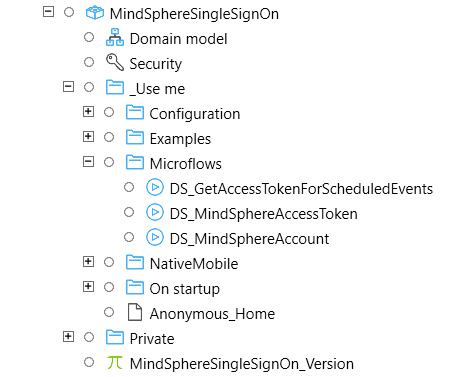 MindSphereSingleSignOn
Domain model
Security
_Use me
Configuration
Examples
Microflows
DS_GetAccessTokenForScheduledEvents
DS_MindSphereAccessToken
DS_MindSphereAccount
NativeMobile
On startup
Anonymous_Home
Private
MindSphereSingleSignOn_Version